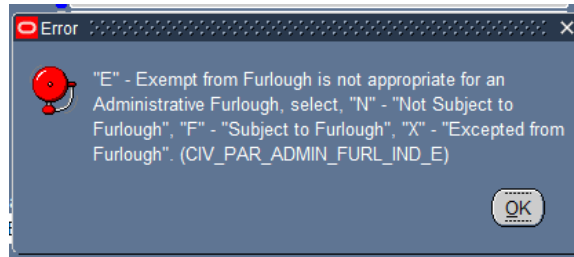 Error
"E" - Exempt from Furlough is not appropriate for an
Administrative Furlough, select, "N" - "Not Subject to
Furlough", "F" - "Subject to Furlough", "X" - "Excepted from
Furlough". (CIV_PAR_ADMIN_FURL_IND_E)
OK